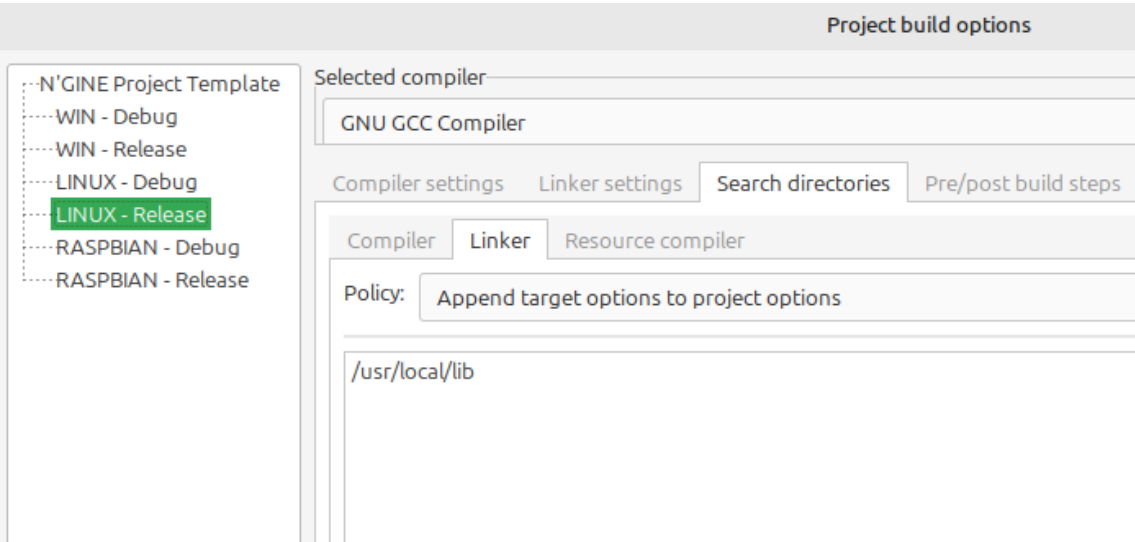 Project build options
N'GINE Project Template
WIN - Debug
WIN - Release
LINUX - Debug
LINUX - Release
RASPBIAN - Debug
RASPBIAN - Release
Selected compiler
GNU GCC Compiler
Compiler settings Linker settings Search directories Pre/post build steps
Compiler Linker Resource compiler
Policy: Append target options to project options
/usr/local/lib